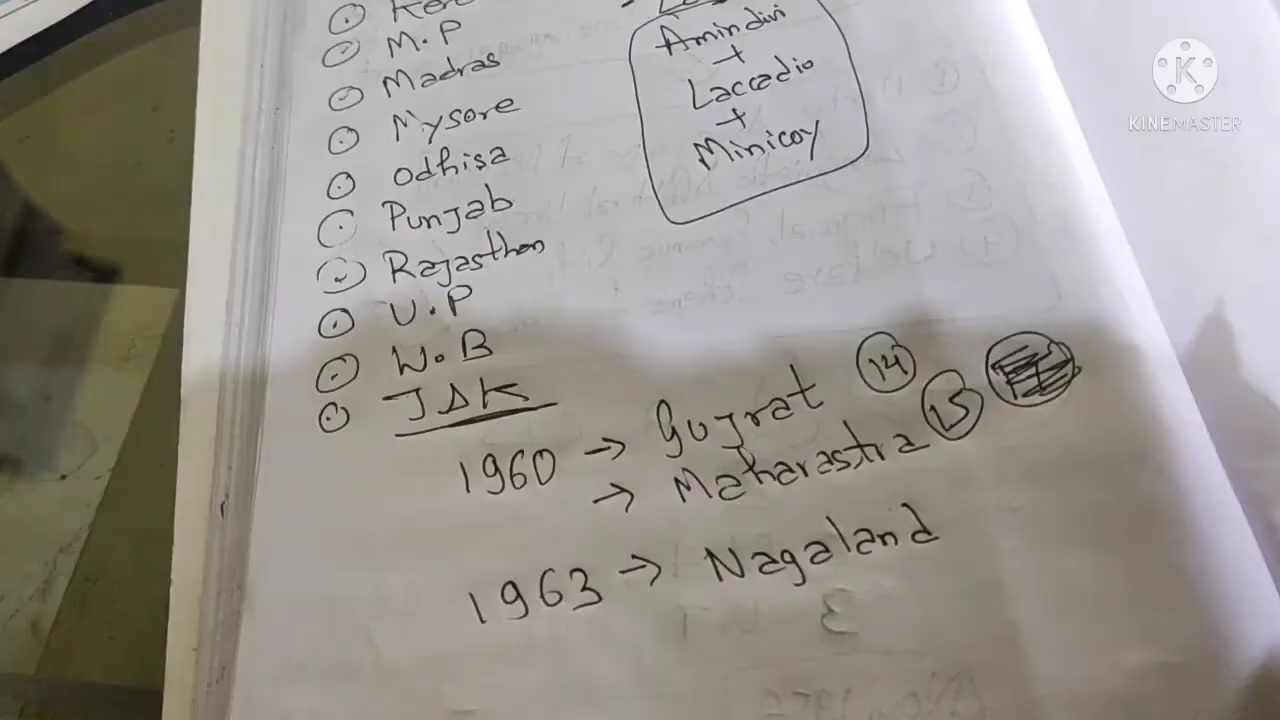 M.P
Madras
Mysore
Odhisa
Punjab
Rajasthan
U.P
W.B
J&K
Amindivi
+
Laccadiv
+
Minicoy
1960 → Gujrat 14
→ Maharastra 15
1963 → Nagaland
K
KINEMASTER